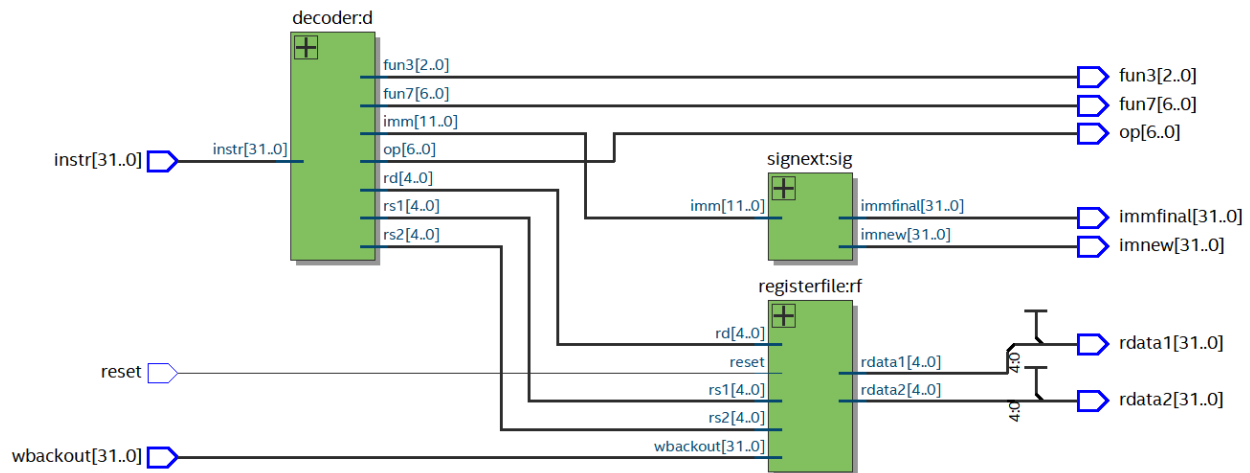 decoder:d
fun3[2..0]
fun3[2..0]
fun7[6..0]
fun7[6..0]
imm[11..0]
op[6..0]
instr[31..0]
instr[31..0]
op[6..0]
signext:sig
rd[4..0]
rs1[4..0]
imm[11..0]
immfinal[31..0]
immfinal[31..0]
rs2[4..0]
imnew[31..0]
imnew[31..0]
registerfile:rf
rd[4..0]
rdata1[31..0]
reset
reset
rdata1[4..0]
4:0
rs1[4..0]
rdata2[4..0]
4:0
rdata2[31..0]
rs2[4..0]
wbackout[31..0]
wbackout[31..0]